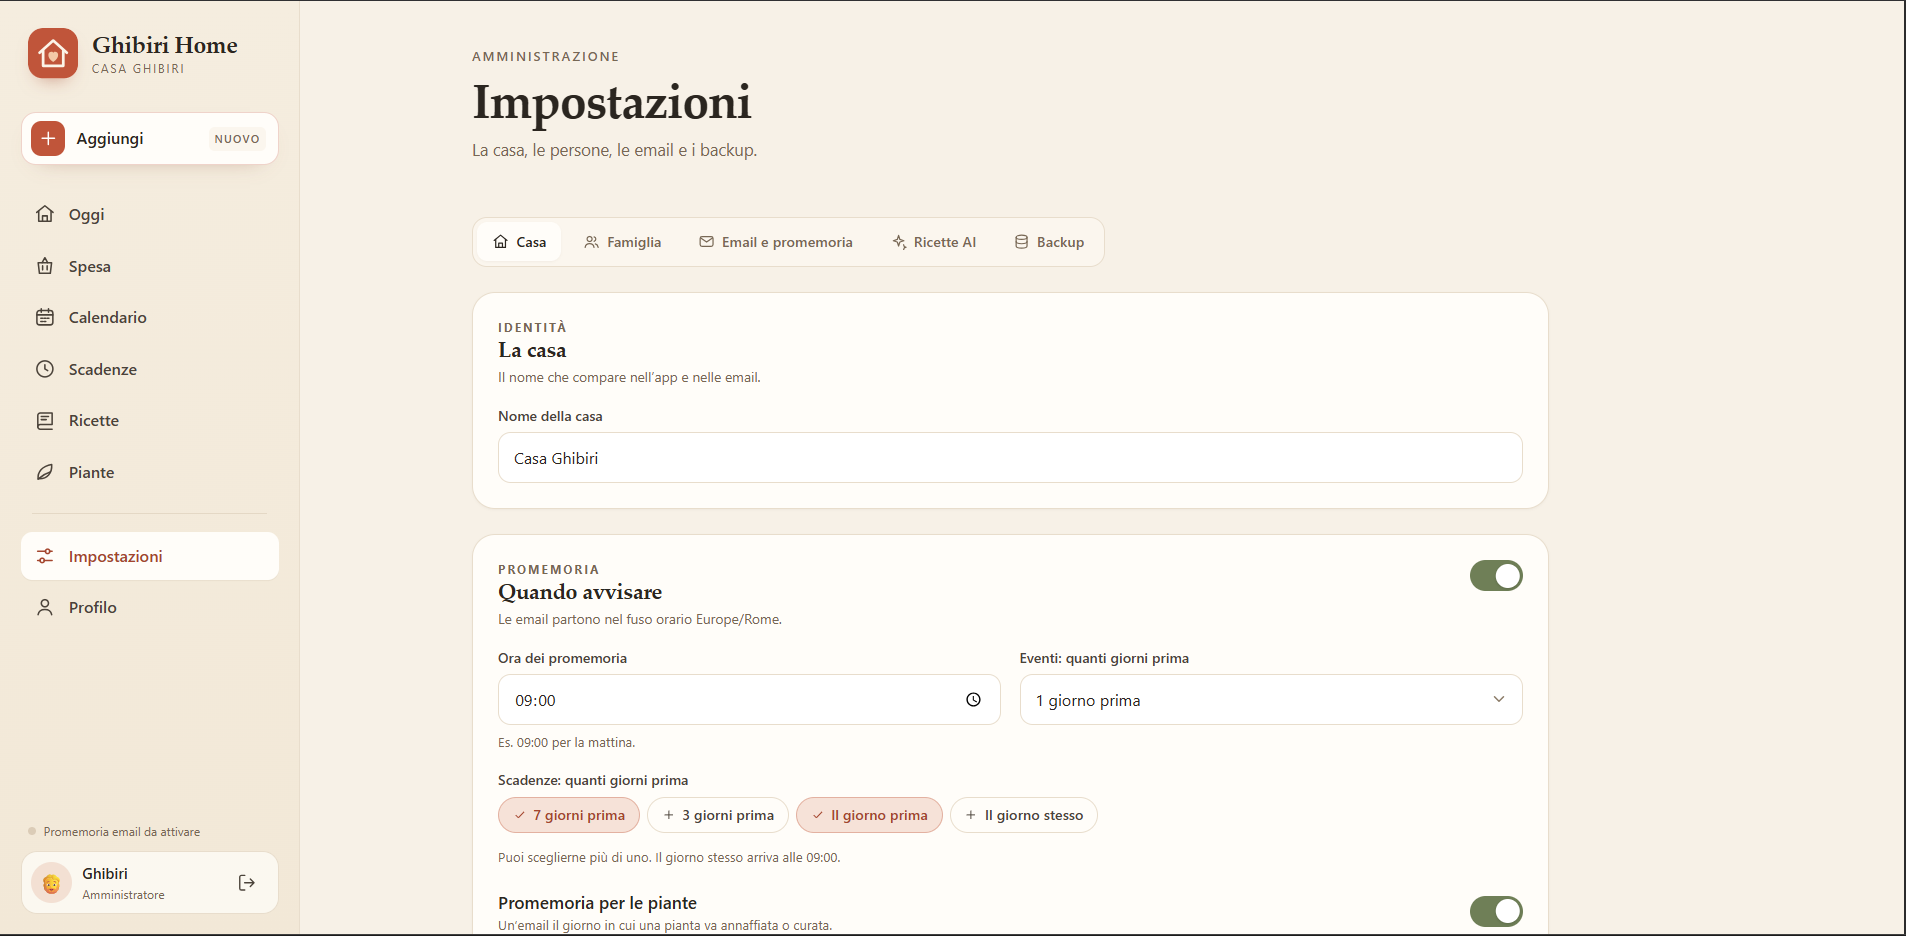 Ghibiri Home
CASA GHIBIRI
Aggiungi NUOVO
Oggi
Spesa
Calendario
Scadenze
Ricette
Piante
Impostazioni
Profilo
Promemoria email da attivare
Ghibiri
Amministratore
AMMINISTRAZIONE
Impostazioni
La casa, le persone, le email e i backup.
Casa Famiglia Email e promemoria Ricette AI Backup
IDENTITÀ
La casa
Il nome che compare nell'app e nelle email.
Nome della casa
Casa Ghibiri
PROMEMORIA
Quando avvisare
Le email partono nel fuso orario Europe/Rome.
Ora dei promemoria Eventi: quanti giorni prima
09:00 1 giorno prima
Es. 09:00 per la mattina.
Scadenze: quanti giorni prima
7 giorni prima 3 giorni prima Il giorno prima Il giorno stesso
Puoi sceglierne più di uno. Il giorno stesso arriva alle 09:00.
Promemoria per le piante
Un'email il giorno in cui una pianta va annaffiata o curata.